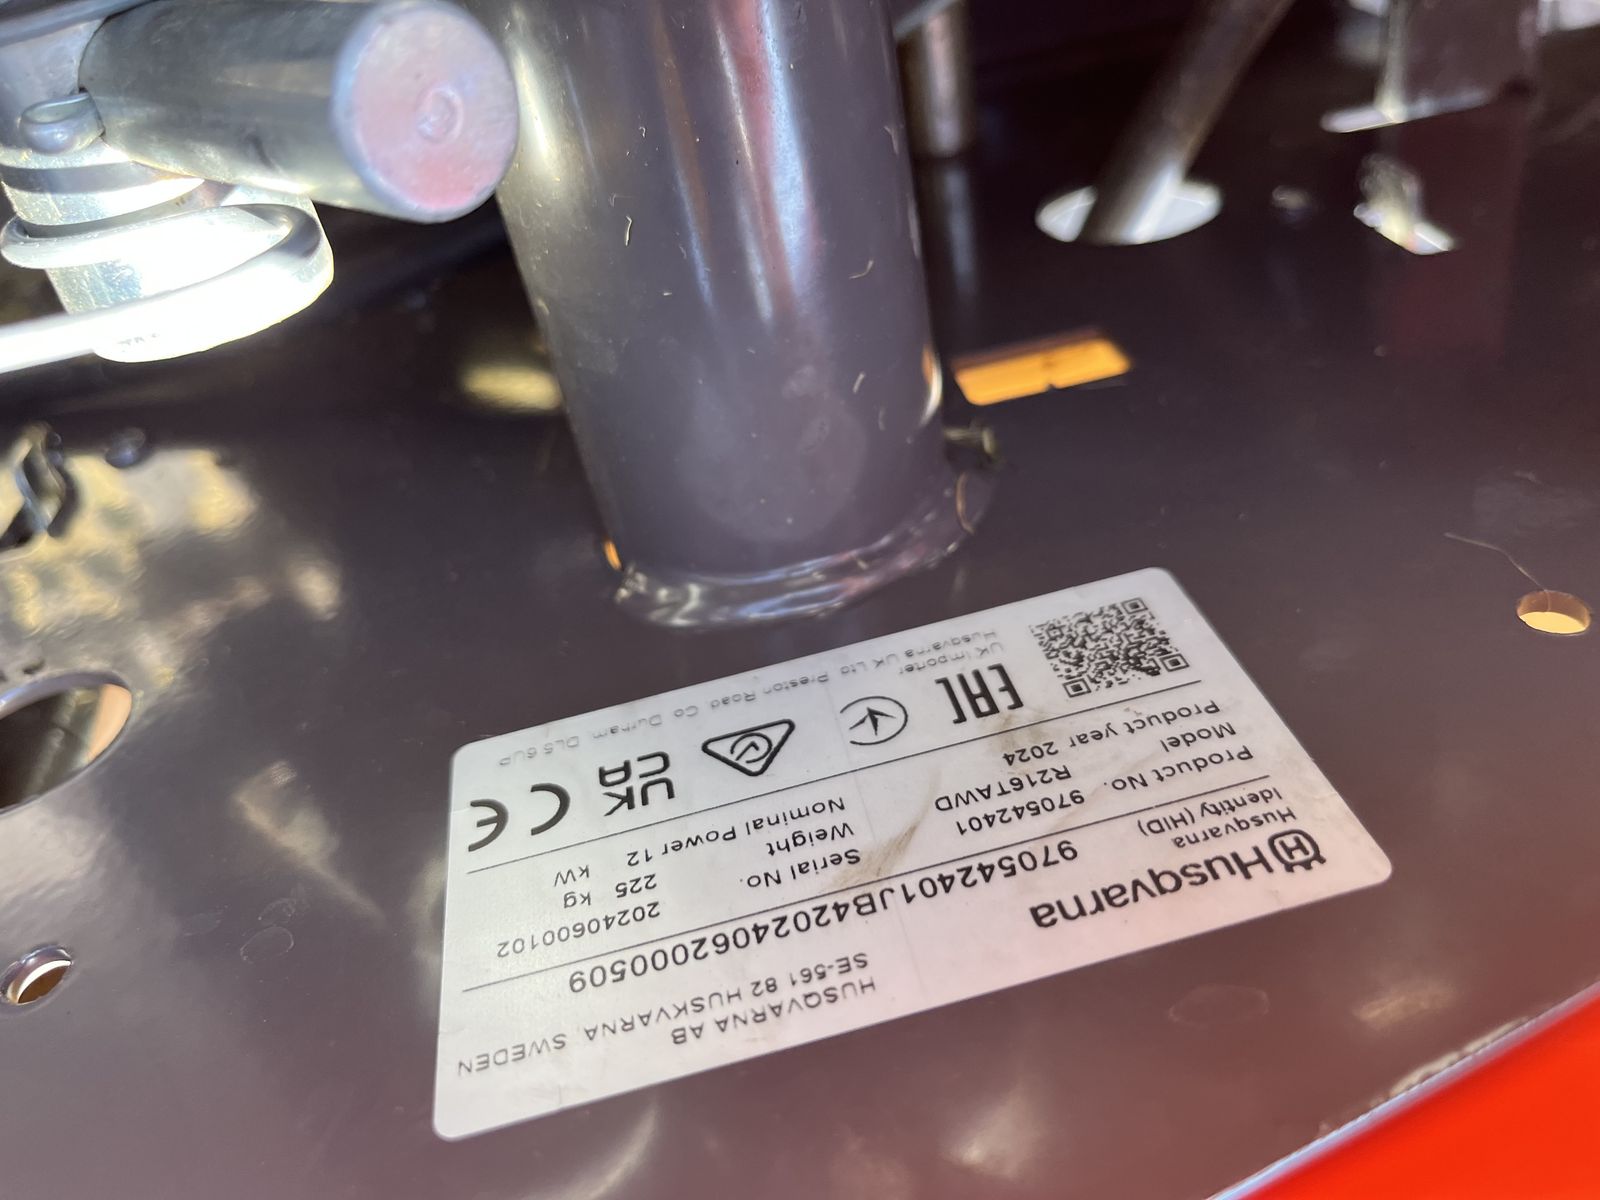 Husqvarna
HUSQVARNA AB
SE-561 82 HUSKVARNA, SWEDEN
Husqvarna
Identity (HID)
970542401JB42024062000509
Product No. 970542401
Model R216TAWD
Product year 2024
Serial No. 20240600102
Weight 225 kg
Nominal Power 12 kW
EAC
UK
CA
CE
UK Importer
Husqvarna UK Ltd Preston Road, Co Durham, DL5 6UP